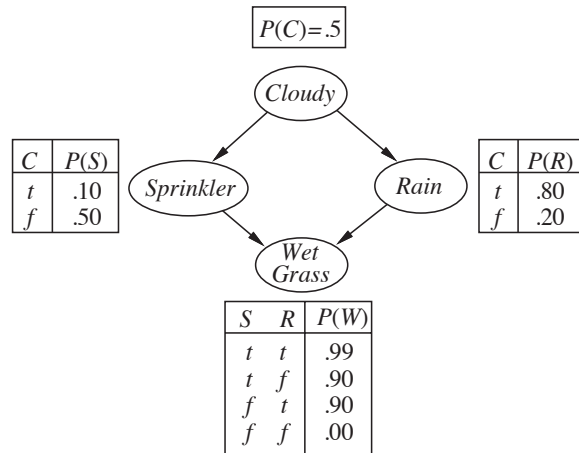 P(C)=.5
Cloudy
C P(S)
t .10
f .50
Sprinkler
Rain
C P(R)
t .80
f .20
Wet
Grass
S R P(W)
t t .99
t f .90
f t .90
f f .00